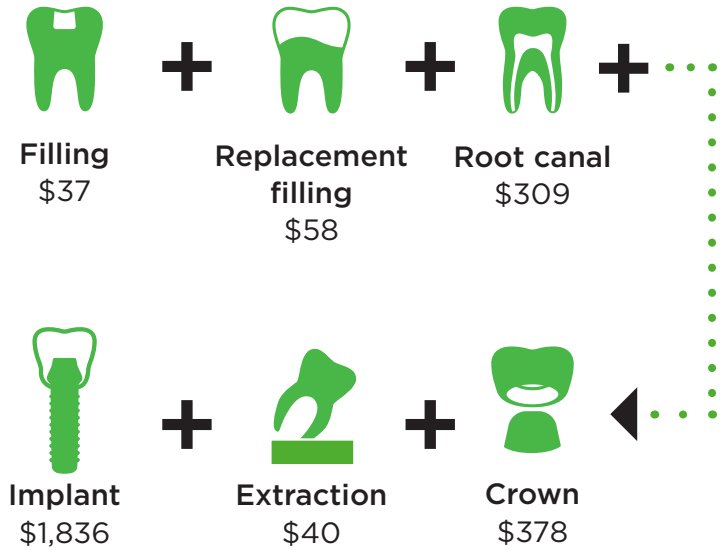 Filling
$37
Replacement
filling
$58
Root canal
$309
Implant
$1,836
Extraction
$40
Crown
$378